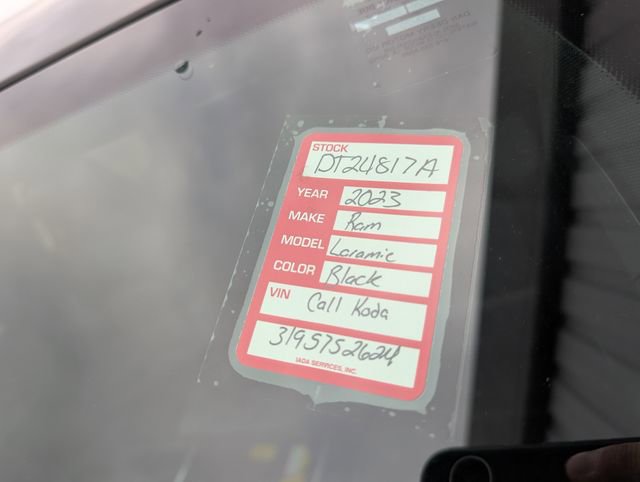 STOCK
DT24817A
YEAR 2023
MAKE Ram
MODEL Laramie
COLOR Black
VIN Call Koda
3195752624
IADA SERVICES, INC.